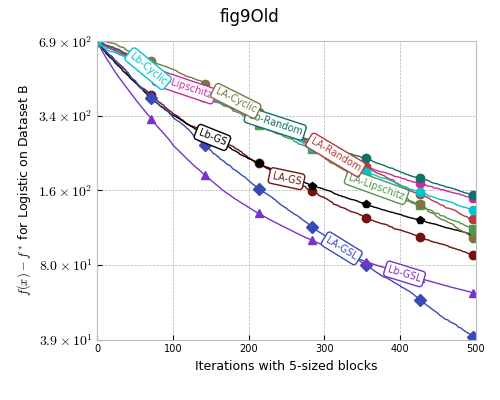 fig9Old
f(x) − f* for Logistic on Dataset B
6.9 × 10²
3.4 × 10²
1.6 × 10²
8.0 × 10¹
3.9 × 10¹
Lb-Cyclic
Lipschitz
LA-Cyclic
Lb-Random
Lb-GS
LA-Random
LA-GS
LA-Lipschitz
LA-GSL
Lb-GSL
0 100 200 300 400 500
Iterations with 5-sized blocks